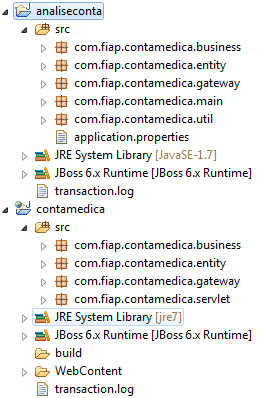 analiseconta
src
com.fiap.contamedica.business
com.fiap.contamedica.entity
com.fiap.contamedica.gateway
com.fiap.contamedica.main
com.fiap.contamedica.util
application.properties
JRE System Library [JavaSE-1.7]
JBoss 6.x Runtime [JBoss 6.x Runtime]
transaction.log
contamedica
src
com.fiap.contamedica.business
com.fiap.contamedica.entity
com.fiap.contamedica.gateway
com.fiap.contamedica.servlet
JRE System Library [jre7]
JBoss 6.x Runtime [JBoss 6.x Runtime]
build
WebContent
transaction.log